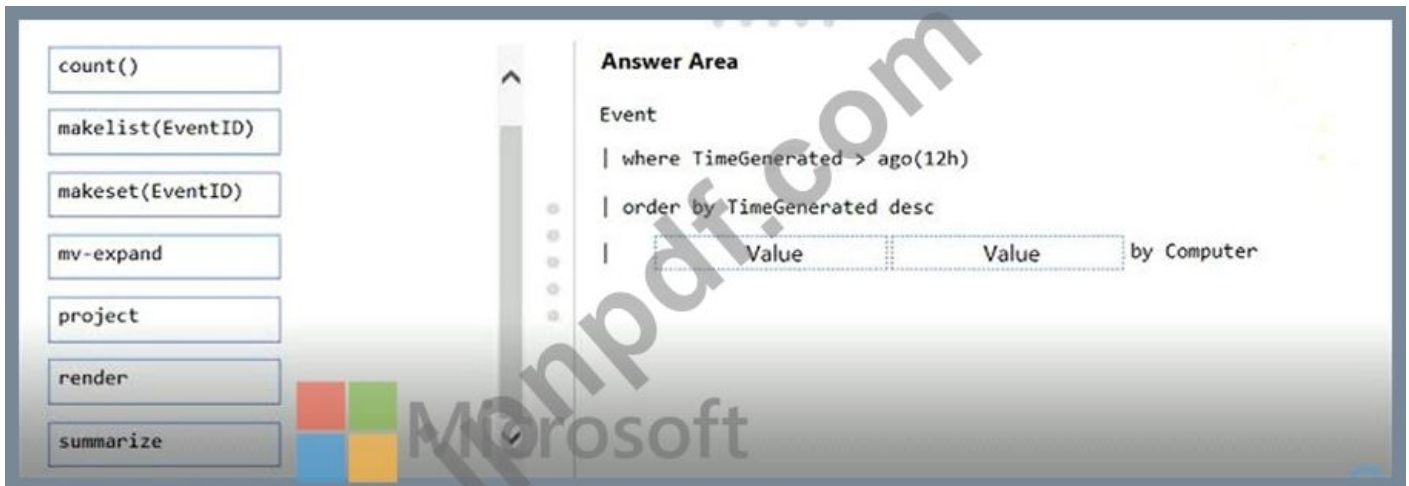 count()
makelist(EventID)
makeset(EventID)
mv-expand
project
render
summarize
Answer Area
Event
| where TimeGenerated > ago(12h)
| order by TimeGenerated desc
| Value Value by Computer
Microsoft